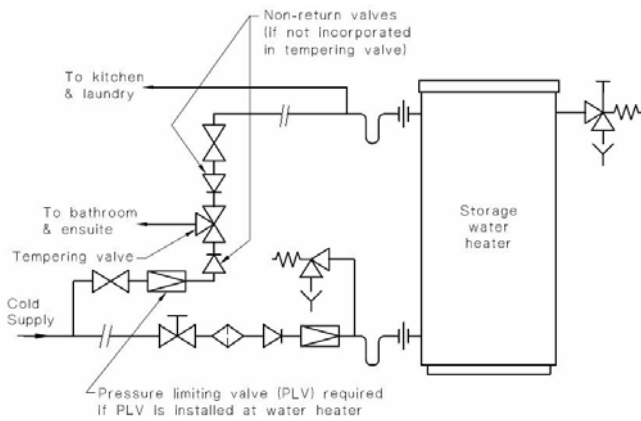 Non-return valves
(if not incorporated
in tempering valve)
To kitchen
& laundry
To bathroom
& ensuite
Tempering valve
Storage
water
heater
Cold
Supply
Pressure limiting valve (PLV) required
if PLV is installed at water heater